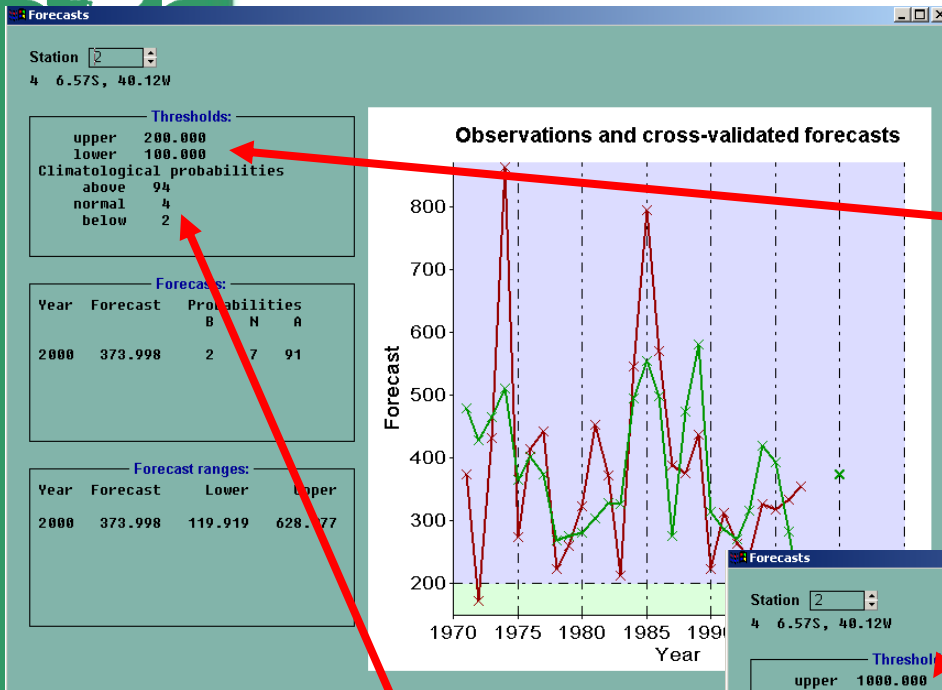 Forecasts
Station 2
4 6.57S, 40.12W
Thresholds:
upper 200.000
lower 100.000
Climatological probabilities
above 94
normal 4
below 2
Forecasts:
Year Forecast Probabilities
B N A
2000 373.998 2 7 91
Forecast ranges:
Year Forecast Lower Upper
2000 373.998 119.919
Observations and cross-validated forecasts
Forecast
800
700
600
500
400
300
200
1970 1975 1980 1985
Year
Forecasts
Station 2
4 6.57S, 40.12W
upper 1000.000